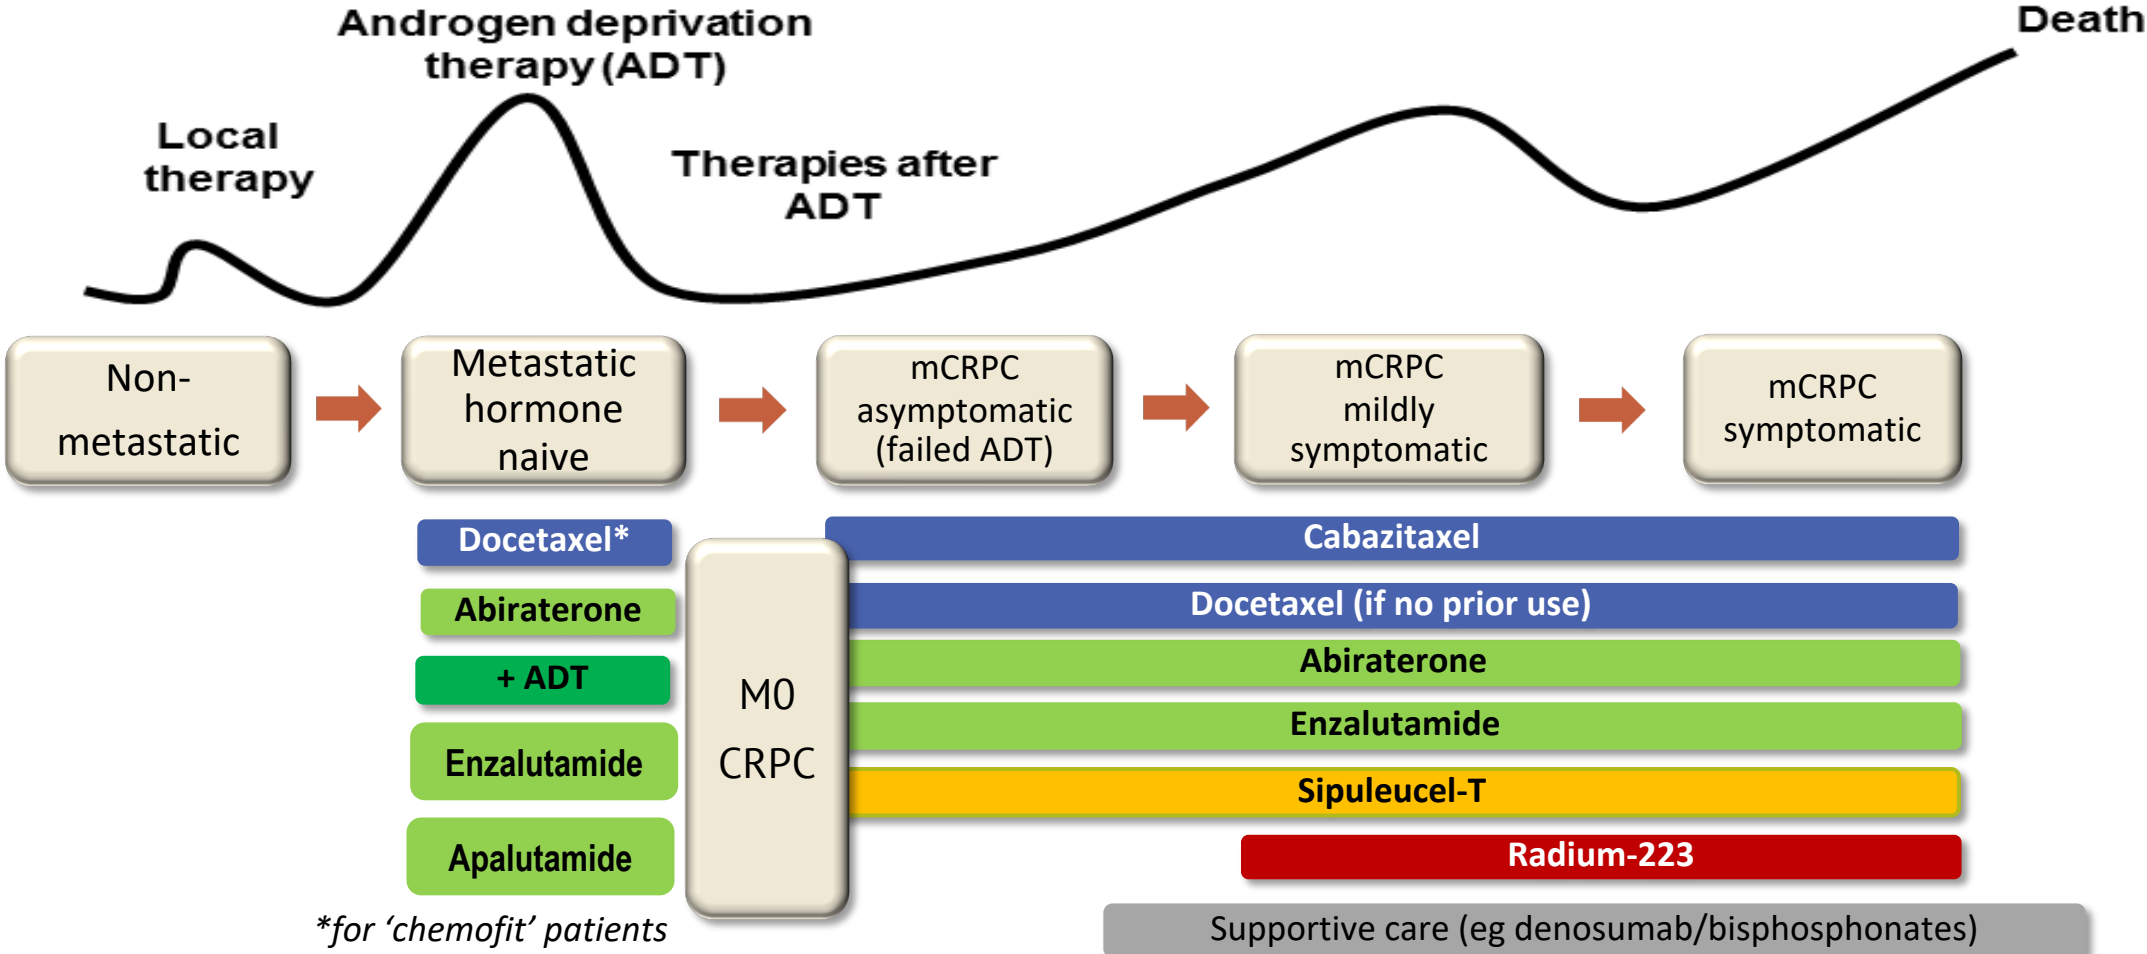 Death
Androgen deprivation
therapy (ADT)
Local
therapy
Therapies after
ADT
Non-
metastatic
Metastatic
hormone
naive
mCRPC
asymptomatic
(failed ADT)
mCRPC
mildly
symptomatic
mCRPC
symptomatic
Docetaxel*
Abiraterone
+ ADT
Enzalutamide
Apalutamide
*for ‘chemofit’ patients
M0
CRPC
Cabazitaxel
Docetaxel (if no prior use)
Abiraterone
Enzalutamide
Sipuleucel-T
Radium-223
Supportive care (eg denosumab/bisphosphonates)